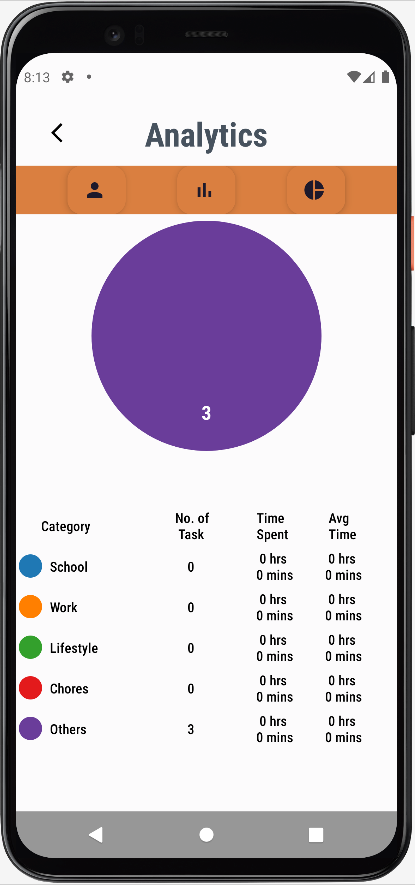 8:13
Analytics
3
Category No. of Task Time Spent Avg Time
School 0 0 hrs 0 mins 0 hrs 0 mins
Work 0 0 hrs 0 mins 0 hrs 0 mins
Lifestyle 0 0 hrs 0 mins 0 hrs 0 mins
Chores 0 0 hrs 0 mins 0 hrs 0 mins
Others 3 0 hrs 0 mins 0 hrs 0 mins